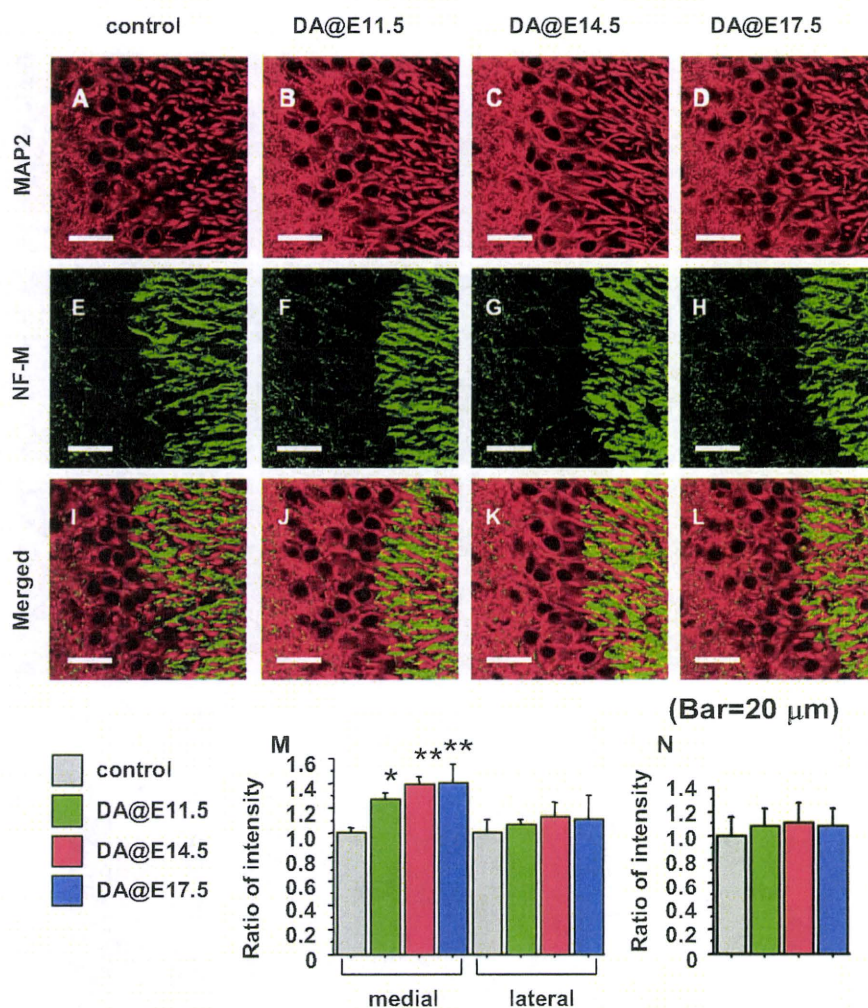 control DA@E11.5 DA@E14.5 DA@E17.5
MAP2
A B C D
NF-M
E F G H
Merged
I J K L
(Bar=20 μm)
control
DA@E11.5
DA@E14.5
DA@E17.5
M
Ratio of intensity
1.6
1.4
1.2
1.0
0.8
0.6
0.4
0.2
0
* ** **
medial lateral
N
Ratio of intensity
1.4
1.2
1.0
0.8
0.6
0.4
0.2
0